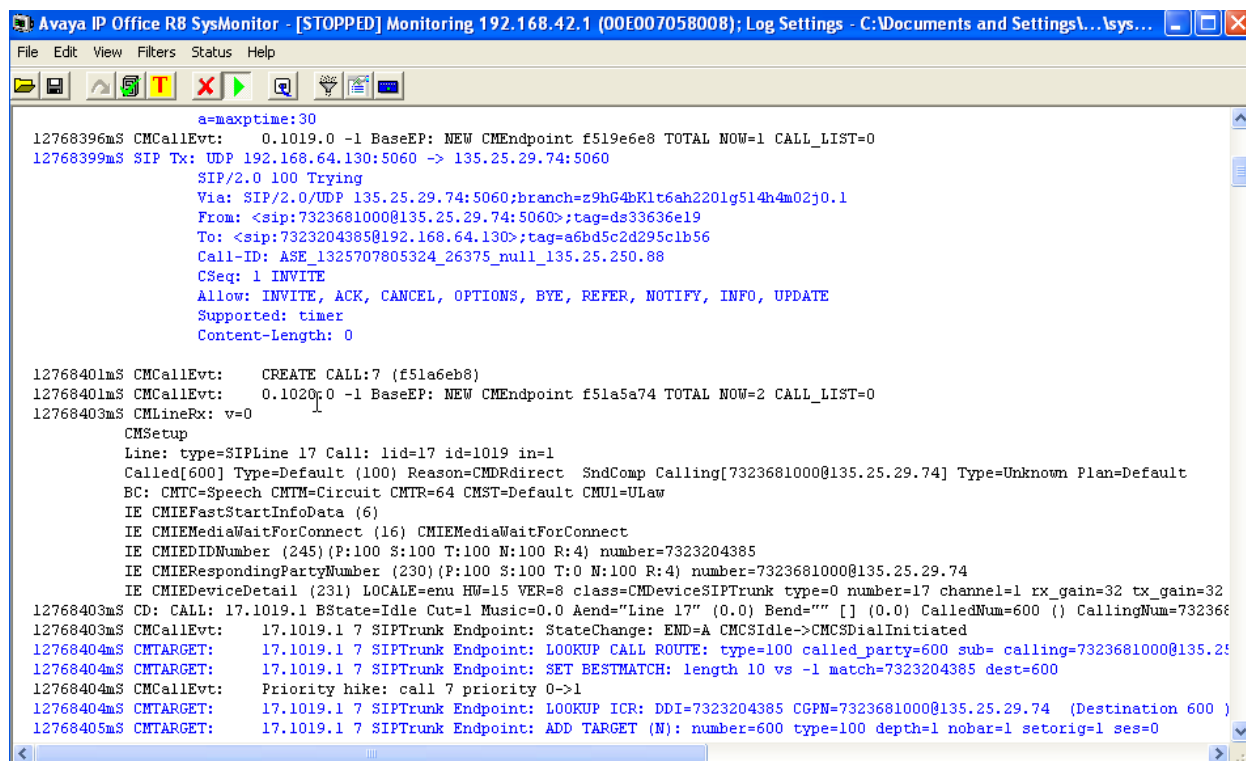 Avaya IP Office R8 SysMonitor - [STOPPED] Monitoring 192.168.42.1 (00E007058008); Log Settings - C:\Documents and Settings\...\sys...
File Edit View Filters Status Help
T
a=maxptime:30
12768396mS CMCallEvt: 0.1019.0 -1 BaseEP: NEW CMEndpoint f519e6e8 TOTAL NOW=1 CALL_LIST=0
12768399mS SIP Tx: UDP 192.168.64.130:5060 -> 135.25.29.74:5060
SIP/2.0 100 Trying
Via: SIP/2.0/UDP 135.25.29.74:5060;branch=z9hG4bK1t6ah2201g514h4m02j0.1
From: <sip:7323681000@135.25.29.74:5060>;tag=ds33636e19
To: <sip:7323204385@192.168.64.130>;tag=a6bd5c2d295c1b56
Call-ID: ASE_1325707805324_26375_null_135.25.250.88
CSeq: 1 INVITE
Allow: INVITE, ACK, CANCEL, OPTIONS, BYE, REFER, NOTIFY, INFO, UPDATE
Supported: timer
Content-Length: 0
12768401mS CMCallEvt: CREATE CALL:7 (f51a6eb8)
12768401mS CMCallEvt: 0.1020.0 -1 BaseEP: NEW CMEndpoint f51a5a74 TOTAL NOW=2 CALL_LIST=0
12768403mS CMLineRx: v=0
CMSetup
Line: type=SIPLine 17 Call: lid=17 id=1019 in=1
Called[600] Type=Default (100) Reason=CMDRdirect SndComp Calling[7323681000@135.25.29.74] Type=Unknown Plan=Default
BC: CMTC=Speech CMTM=Circuit CMTR=64 CMST=Default CMU1=ULaw
IE CMIEFastStartInfoData (6)
IE CMIEMediaWaitForConnect (16) CMIEMediaWaitForConnect
IE CMIEDIDNumber (245)(P:100 S:100 T:100 N:100 R:4) number=7323204385
IE CMIERespondingPartyNumber (230)(P:100 S:100 T:0 N:100 R:4) number=7323681000@135.25.29.74
IE CMIEDeviceDetail (231) LOCALE=enu HW=15 VER=8 class=CMDeviceSIPTrunk type=0 number=17 channel=1 rx_gain=32 tx_gain=32
12768403mS CD: CALL: 17.1019.1 BState=Idle Cut=1 Music=0.0 Aend="Line 17" (0.0) Bend="" [] (0.0) CalledNum=600 () CallingNum=732368
12768403mS CMCallEvt: 17.1019.1 7 SIPTrunk Endpoint: StateChange: END=A CMCSIdle->CMCSDialInitiated
12768404mS CMTARGET: 17.1019.1 7 SIPTrunk Endpoint: LOOKUP CALL ROUTE: type=100 called_party=600 sub= calling=7323681000@135.25
12768404mS CMTARGET: 17.1019.1 7 SIPTrunk Endpoint: SET BESTMATCH: length 10 vs -1 match=7323204385 dest=600
12768404mS CMCallEvt: Priority hike: call 7 priority 0->1
12768404mS CMTARGET: 17.1019.1 7 SIPTrunk Endpoint: LOOKUP ICR: DDI=7323204385 CGPN=7323681000@135.25.29.74 (Destination 600 )
12768405mS CMTARGET: 17.1019.1 7 SIPTrunk Endpoint: ADD TARGET (N): number=600 type=100 depth=1 nobar=1 setorig=1 ses=0